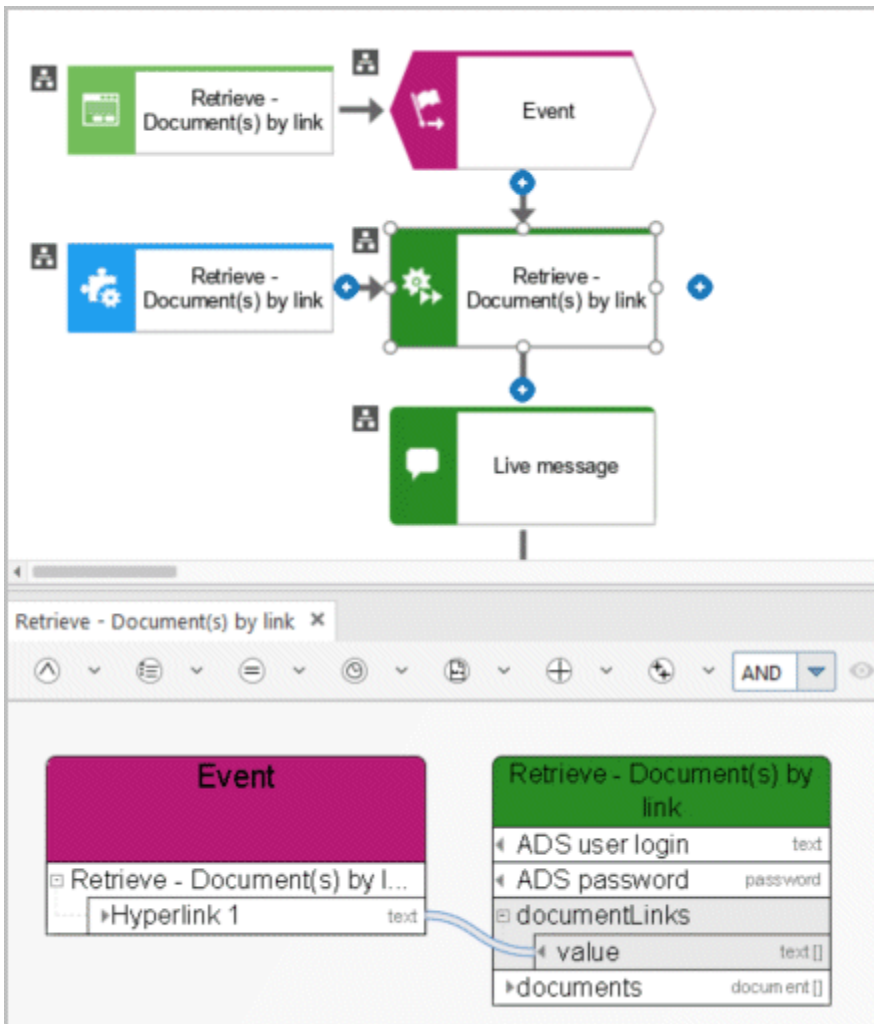 Retrieve -
Document(s) by link
Event
Retrieve -
Document(s) by link
Retrieve -
Document(s) by link
Live message
Retrieve - Document(s) by link
AND
Event
Retrieve - Document(s) by l...
Hyperlink 1 text
Retrieve - Document(s) by
link
ADS user login text
ADS password password
documentLinks
value text []
documents document []